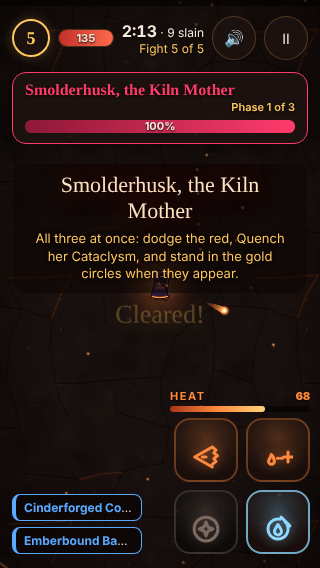 5
135
2:13 · 9 slain
Fight 5 of 5
Smolderhusk, the Kiln Mother
Phase 1 of 3
100%
Smolderhusk, the Kiln
Mother
All three at once: dodge the red, Quench
her Cataclysm, and stand in the gold
circles when they appear.
Cleared!
HEAT 68
Cinderforged Co...
Emberbound Ba...